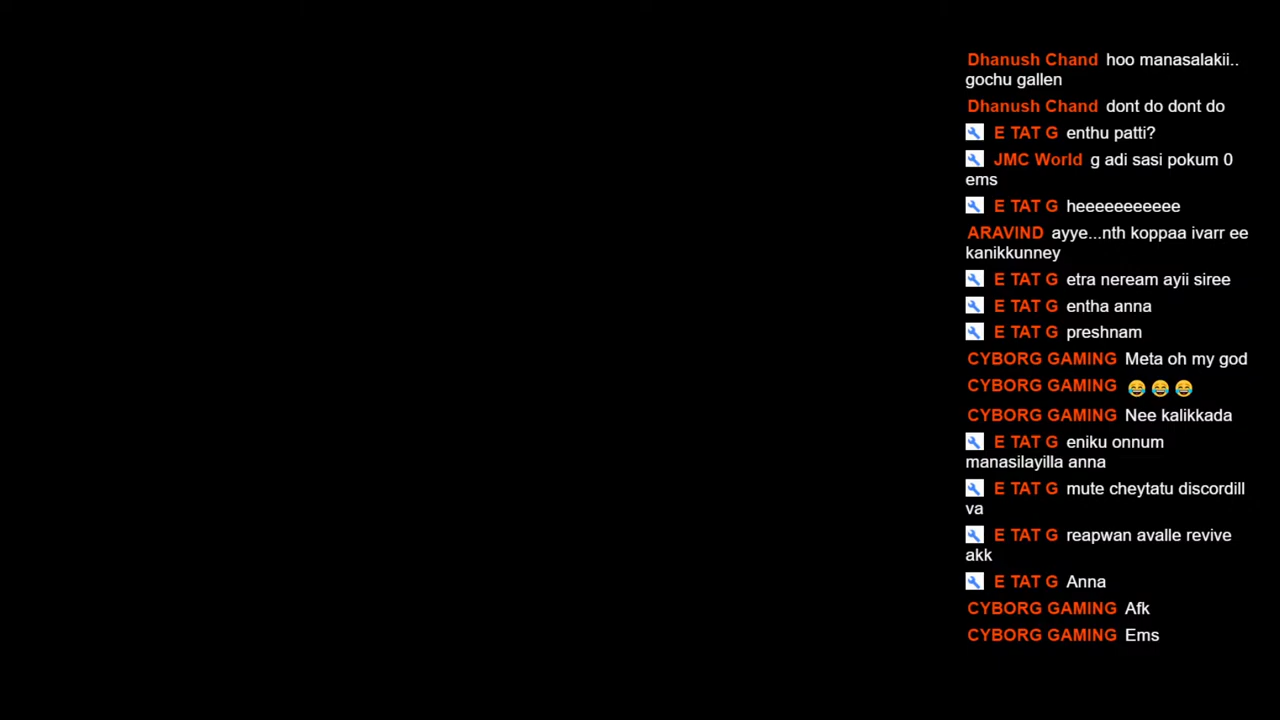 Dhanush Chand hoo manasalakii..
gochu gallen
Dhanush Chand dont do dont do
E TAT G enthu patti?
JMC World g adi sasi pokum 0
ems
E TAT G heeeeeeeeeee
ARAVIND ayye...nth koppaa ivarr ee
kanikkunney
E TAT G etra neream ayii siree
E TAT G entha anna
E TAT G preshnam
CYBORG GAMING Meta oh my god
CYBORG GAMING 😂 😂 😂
CYBORG GAMING Nee kalikkada
E TAT G eniku onnum
manasilayilla anna
E TAT G mute cheytatu discordill
va
E TAT G reapwan avalle revive
akk
E TAT G Anna
CYBORG GAMING Afk
CYBORG GAMING Ems